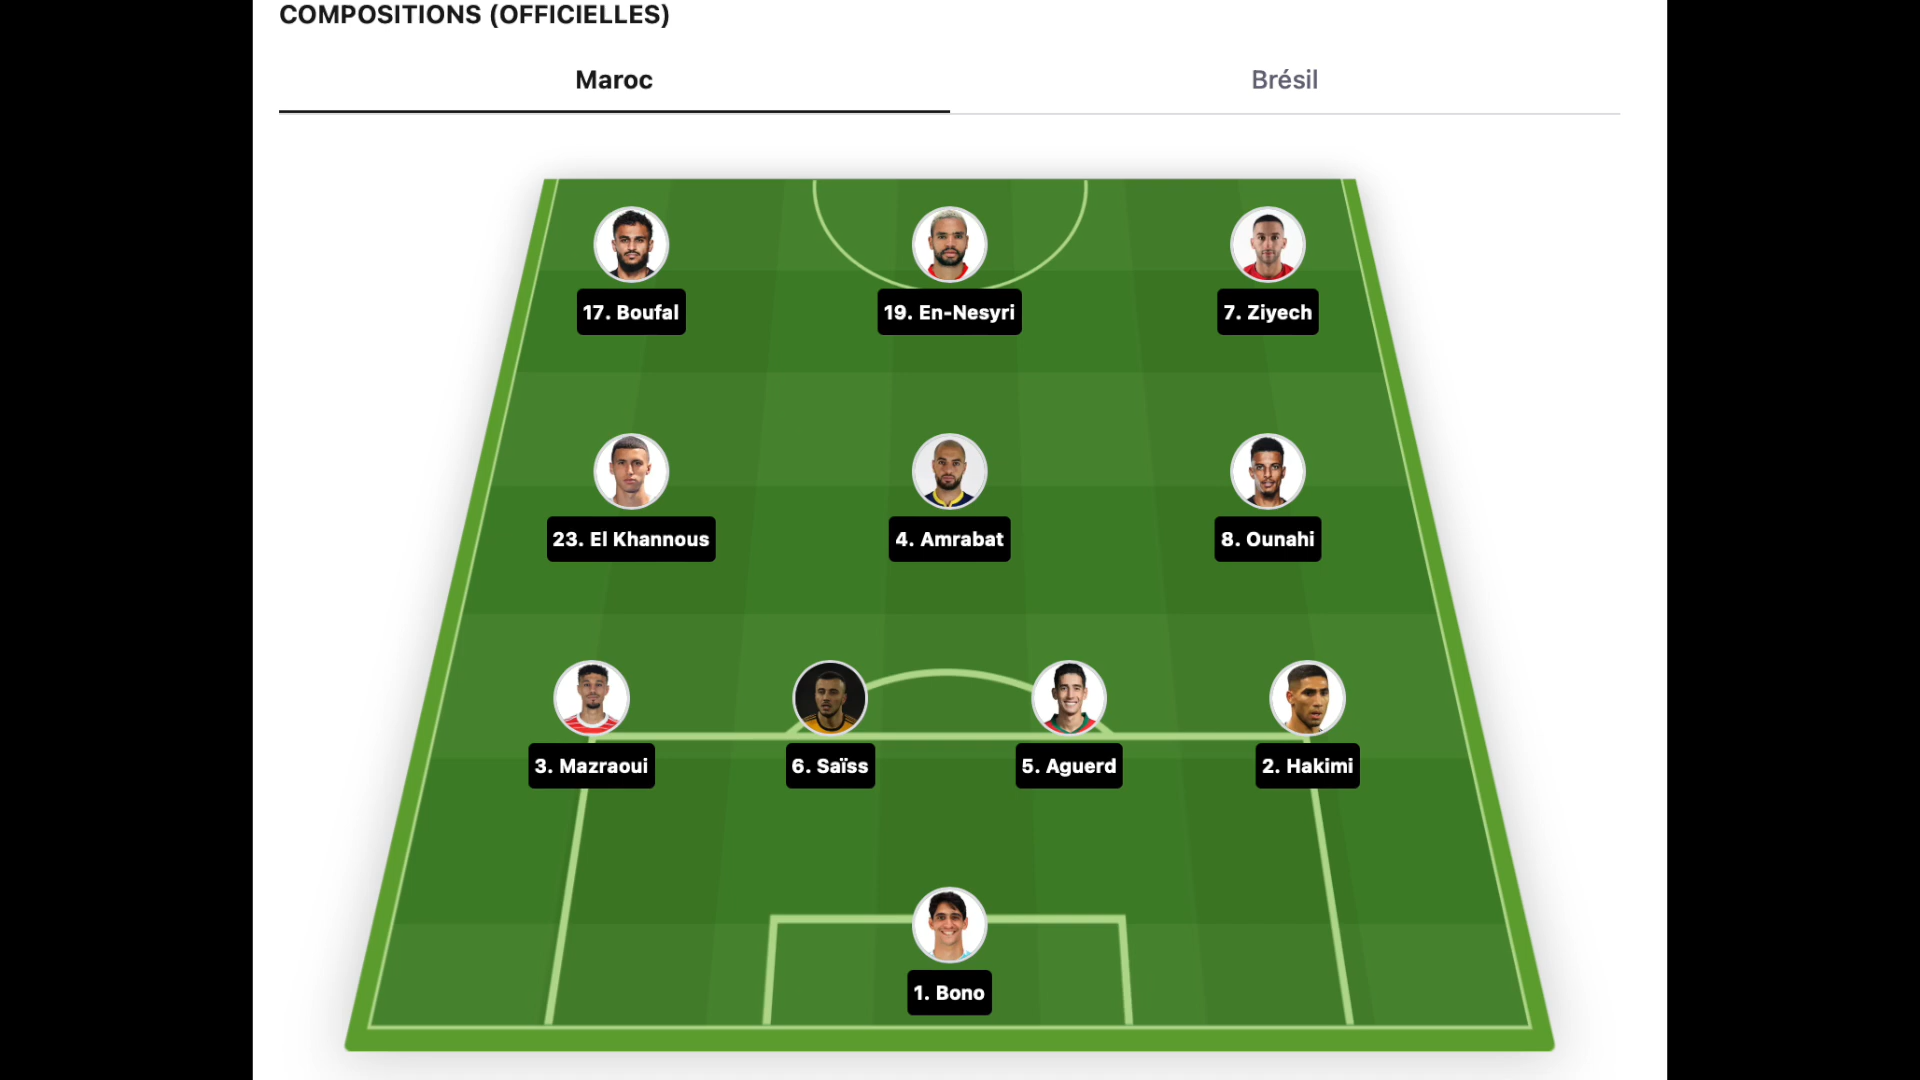 COMPOSITIONS (OFFICIELLES)
Maroc
Brésil
17. Boufal
19. En-Nesyri
7. Ziyech
23. El Khannous
4. Amrabat
8. Ounahi
3. Mazraoui
6. Saïss
5. Aguerd
2. Hakimi
1. Bono